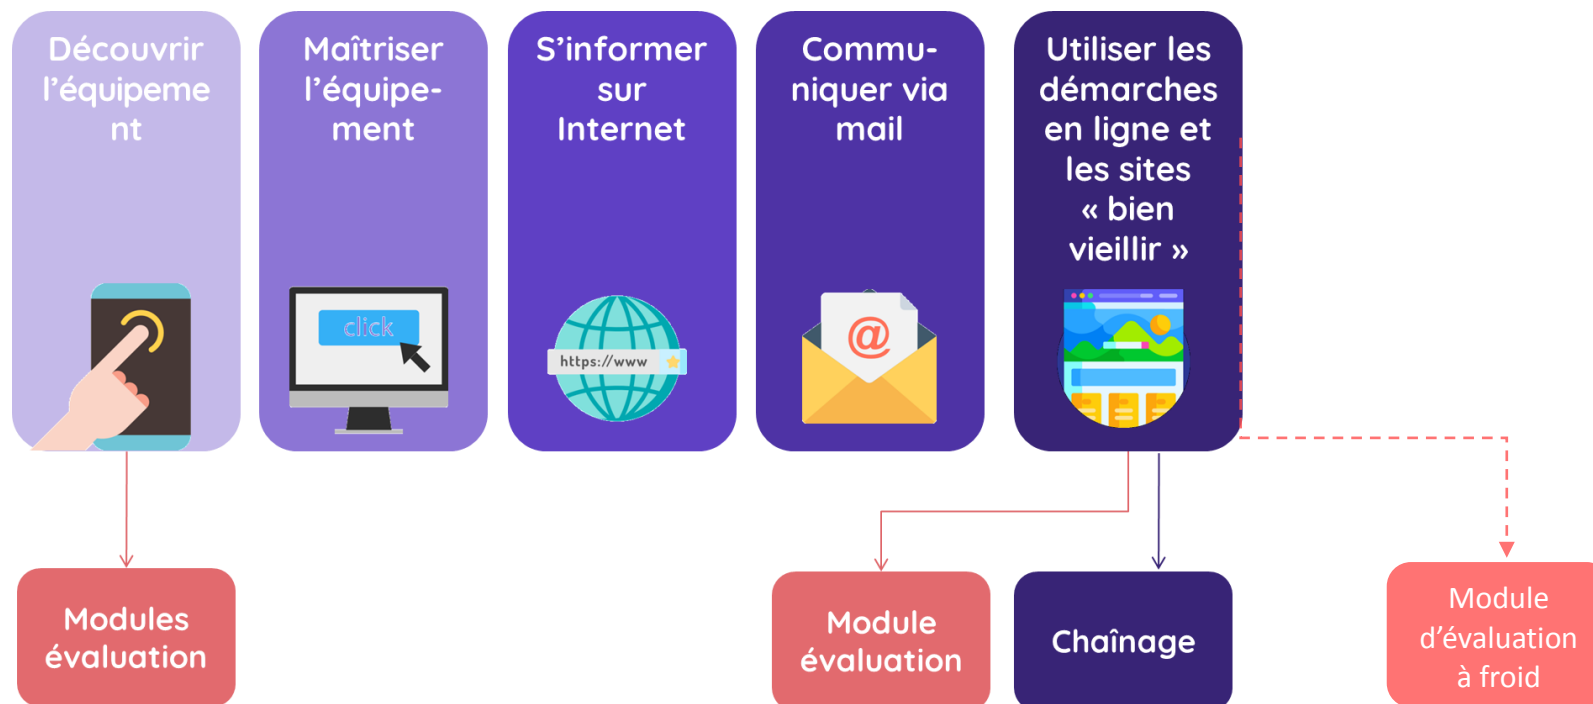 Découvrir
l'équipeme
nt
Maîtriser
l'équipe-
ment
S'informer
sur
Internet
Commu-
niquer via
mail
Utiliser les
démarches
en ligne et
les sites
« bien
vieillir »
click
https://www
@
Modules
évaluation
Module
évaluation
Chaînage
Module
d'évaluation
à froid